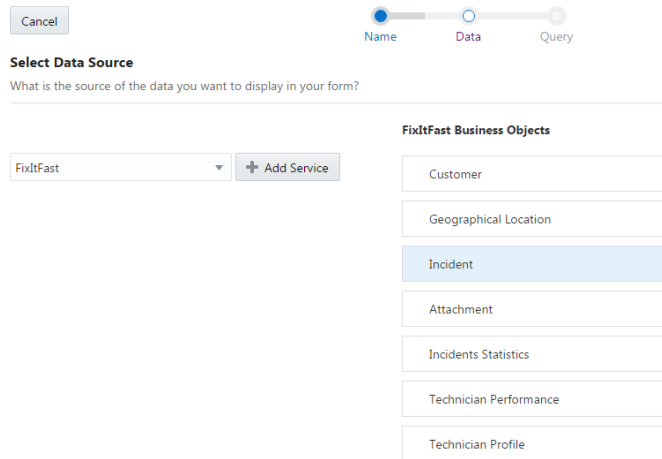 Cancel
Name Data Query
Select Data Source
What is the source of the data you want to display in your form?
FixItFast Business Objects
FixItFast + Add Service
Customer
Geographical Location
Incident
Attachment
Incidents Statistics
Technician Performance
Technician Profile